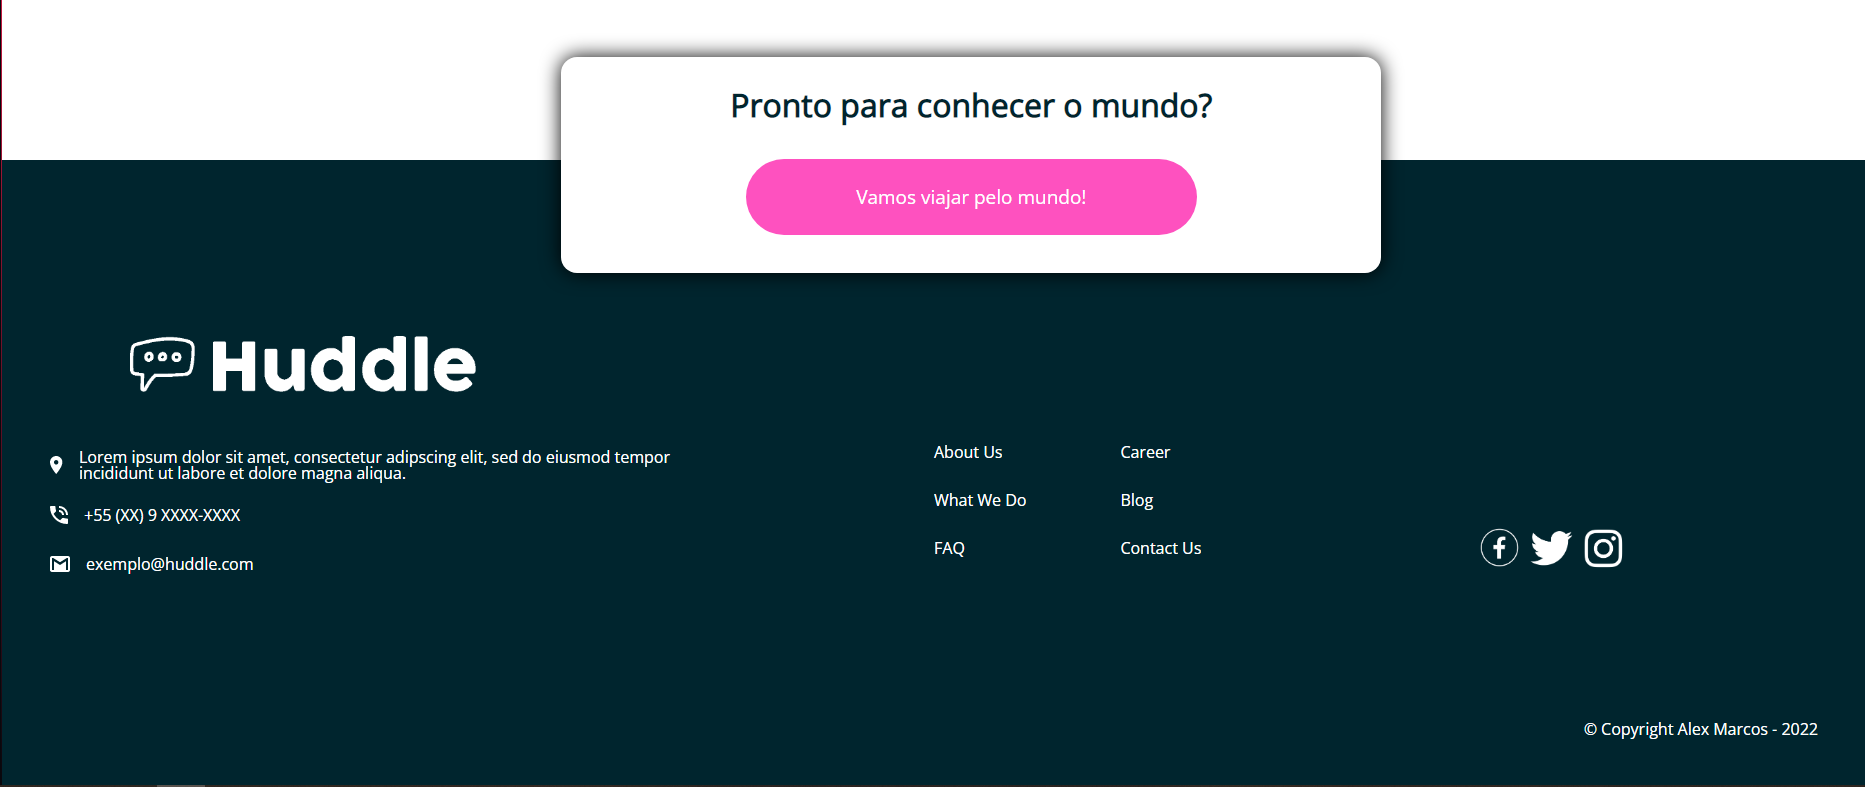 Pronto para conhecer o mundo?
Vamos viajar pelo mundo!
Huddle
Lorem ipsum dolor sit amet, consectetur adipscing elit, sed do eiusmod tempor
incididunt ut labore et dolore magna aliqua.
+55 (XX) 9 XXXX-XXXX
exemplo@huddle.com
About Us
What We Do
FAQ
Career
Blog
Contact Us
© Copyright Alex Marcos - 2022